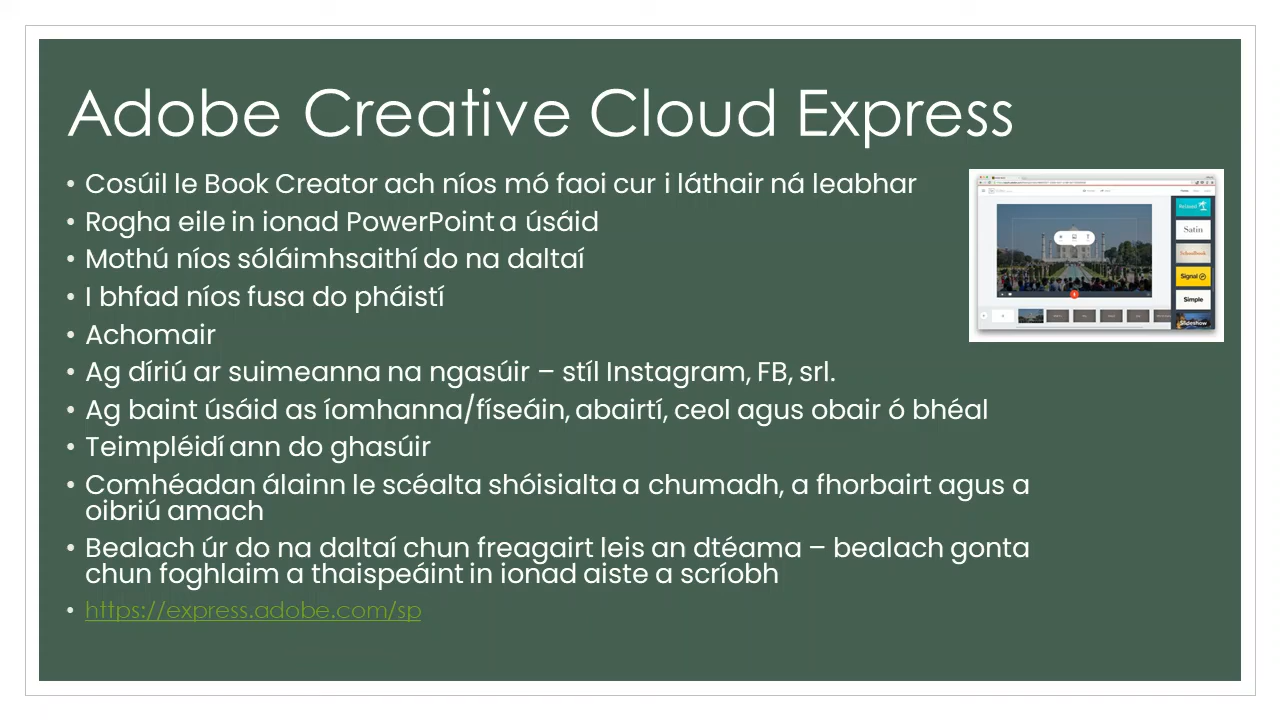 Adobe Creative Cloud Express
• Cosúil le Book Creator ach níos mó faoi cur i láthair ná leabhar
• Rogha eile in ionad PowerPoint a úsáid
• Mothú níos sóláimhsaithí do na daltaí
• I bhfad níos fusa do pháistí
• Achomair
• Ag díriú ar suimeanna na ngasúir – stíl Instagram, FB, srl.
• Ag baint úsáid as íomhanna/físeáin, abairtí, ceol agus obair ó bhéal
• Teimpléidí ann do ghasúir
• Comhéadan álainn le scéalta shóisialta a chumadh, a fhorbairt agus a
oibriú amach
• Bealach úr do na daltaí chun freagairt leis an dtéama – bealach gonta
chun foghlaim a thaispeáint in ionad aiste a scríobh
• https://express.adobe.com/sp
Satin
Signal
Simple
Slideshow